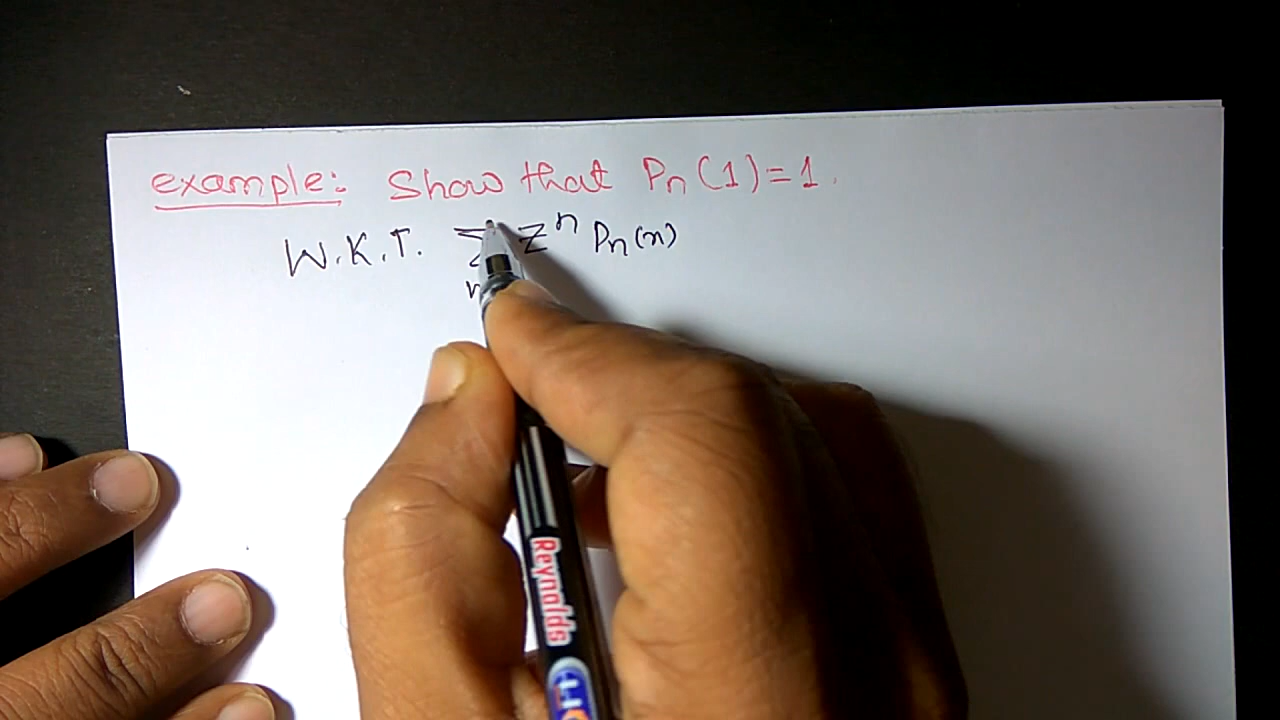 example: Show that Pn(1)=1.
W.K.T. Σ z^n Pn(x)
n
Reynolds